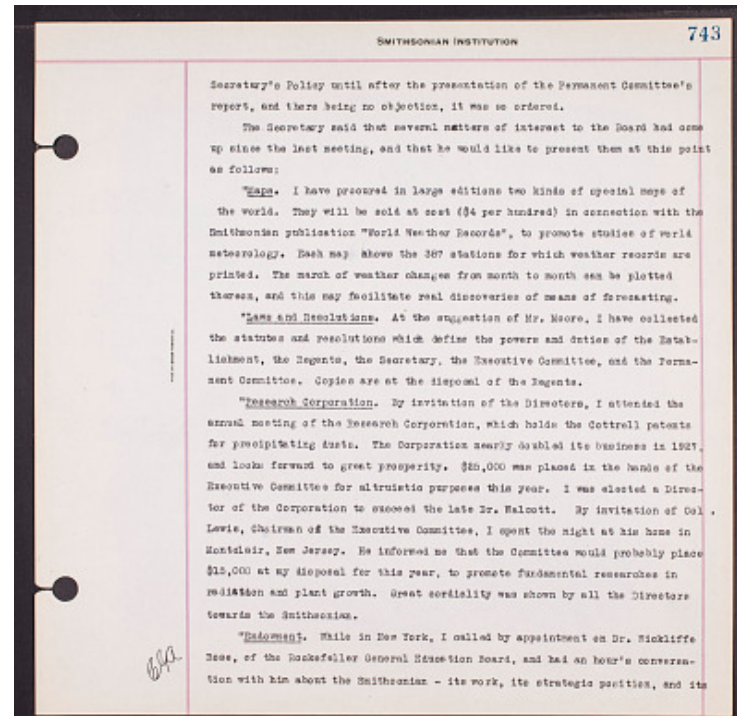 SMITHSONIAN INSTITUTION
743
Secretary's Policy until after the presentation of the Permanent Committee's
report, and there being no objection, it was so ordered.
The Secretary said that several matters of interest to the Board had come
up since the last meeting, and that he would like to present them at this point
as follows:
"Maps. I have procured in large editions two kinds of special maps of
the world. They will be sold at cost ($4 per hundred) in connection with the
Smithsonian publication "World Weather Records", to promote studies of world
meteorology. Each map shows the 387 stations for which weather records are
printed. The march of weather changes from month to month can be plotted
thereon, and this may facilitate real discoveries of means of forecasting.
"Laws and Resolutions. At the suggestion of Mr. Moore, I have collected
the statutes and resolutions which define the powers and duties of the Estab-
lishment, the Regents, the Secretary, the Executive Committee, and the Perma-
nent Committee. Copies are at the disposal of the Regents.
"Research Corporation. By invitation of the Directors, I attended the
annual meeting of the Research Corporation, which holds the Cottrell patents
for precipitating dusts. The Corporation nearly doubled its business in 1927,
and looks forward to great prosperity. $25,000 was placed in the hands of the
Executive Committee for altruistic purposes this year. I was elected a Direc-
tor of the Corporation to succeed the late Dr. Walcott. By invitation of Col.
Lewis, Chairman of the Executive Committee, I spent the night at his home in
Montclair, New Jersey. He informed me that the Committee would probably place
$15,000 at my disposal for this year, to promote fundamental researches in
radiation and plant growth. Great cordiality was shown by all the Directors
towards the Smithsonian.
"Endowment. While in New York, I called by appointment on Dr. Wickliffe
Rose, of the Rockefeller General Education Board, and had an hour's conversa-
tion with him about the Smithsonian - its work, its strategic position, and its